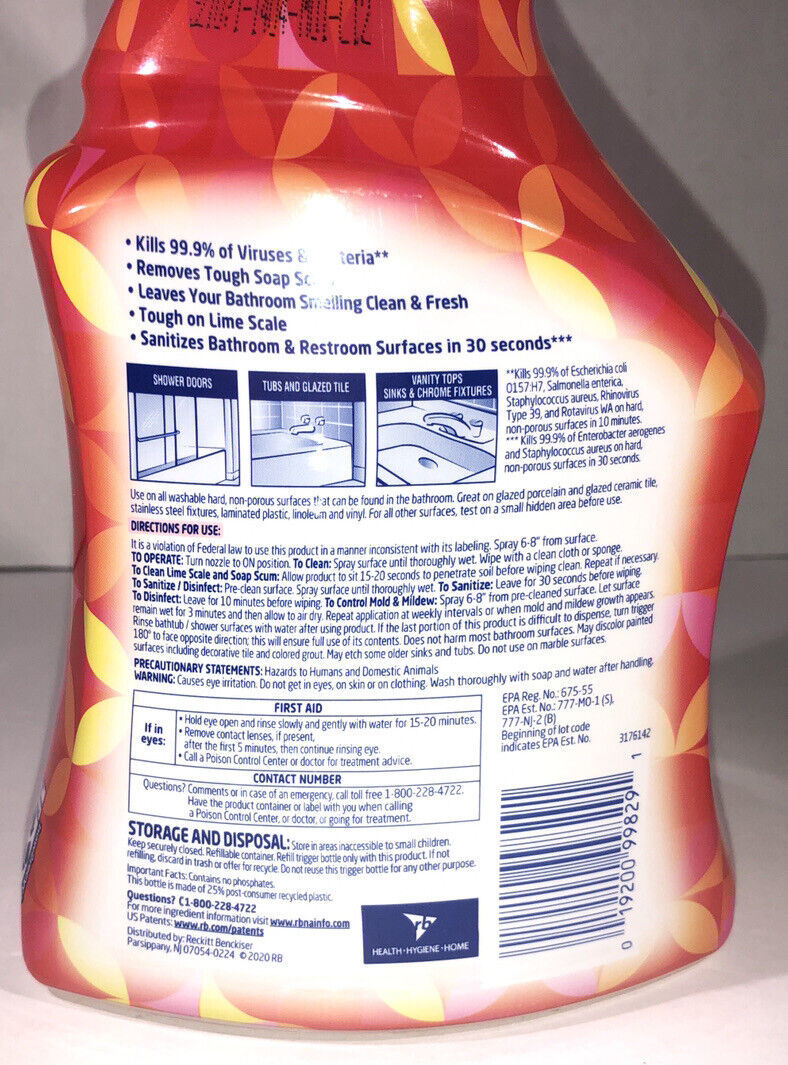 • Kills 99.9% of Viruses & teria**
• Removes Tough Soap Sc
• Leaves Your Bathroom Smelling Clean & Fresh
• Tough on Lime Scale
• Sanitizes Bathroom & Restroom Surfaces in 30 seconds***
SHOWER DOORS
TUBS AND GLAZED TILE
VANITY TOPS
SINKS & CHROME FIXTURES
**Kills 99.9% of Escherichia coli
O157:H7, Salmonella enterica,
Staphylococcus aureus, Rhinovirus
Type 39, and Rotavirus WA on hard,
non-porous surfaces in 10 minutes.
*** Kills 99.9% of Enterobacter aerogenes
and Staphylococcus aureus on hard,
non-porous surfaces in 30 seconds.
Use on all washable hard, non-porous surfaces that can be found in the bathroom. Great on glazed porcelain and glazed ceramic tile,
stainless steel fixtures, laminated plastic, linoleum and vinyl. For all other surfaces, test on a small hidden area before use.
DIRECTIONS FOR USE:
It is a violation of Federal law to use this product in a manner inconsistent with its labeling. Spray 6-8" from surface.
TO OPERATE: Turn nozzle to ON position. To Clean: Spray surface until thoroughly wet. Wipe with a clean cloth or sponge.
To Clean Lime Scale and Soap Scum: Allow product to sit 15-20 seconds to penetrate soil before wiping clean. Repeat if necessary.
To Sanitize / Disinfect: Pre-clean surface. Spray surface until thoroughly wet. To Sanitize: Leave for 30 seconds before wiping.
To Disinfect: Leave for 10 minutes before wiping. To Control Mold & Mildew: Spray 6-8" from pre-cleaned surface. Let surface
remain wet for 3 minutes and then allow to air dry. Repeat application at weekly intervals or when mold and mildew growth appears.
Rinse bathtub / shower surfaces with water after using product. If the last portion of this product is difficult to dispense, turn trigger
180° to face opposite direction; this will ensure full use of its contents. Does not harm most bathroom surfaces. May discolor painted
surfaces including decorative tile and colored grout. May etch some older sinks and tubs. Do not use on marble surfaces.
PRECAUTIONARY STATEMENTS: Hazards to Humans and Domestic Animals
WARNING: Causes eye irritation. Do not get in eyes, on skin or on clothing. Wash thoroughly with soap and water after handling.
FIRST AID
If in
eyes:
• Hold eye open and rinse slowly and gently with water for 15-20 minutes.
• Remove contact lenses, if present,
after the first 5 minutes, then continue rinsing eye.
• Call a Poison Control Center or doctor for treatment advice.
CONTACT NUMBER
Questions? Comments or in case of an emergency, call toll free 1-800-228-4722.
Have the product container or label with you when calling
a Poison Control Center, or doctor, or going for treatment.
EPA Reg. No.: 675-55
EPA Est. No.: 777-MO-1 (S),
777-NJ-2 (B)
Beginning of lot code
indicates EPA Est. No.
3176142
STORAGE AND DISPOSAL: Store in areas inaccessible to small children.
Keep securely closed. Refillable container. Refill trigger bottle only with this product. If not
refilling, discard in trash or offer for recycle. Do not reuse this trigger bottle for any other purpose.
Important Facts: Contains no phosphates.
This bottle is made of 25% post-consumer recycled plastic.
Questions? 1-800-228-4722
For more ingredient information visit www.rbnainfo.com
US Patents: www.rb.com/patents
Distributed by: Reckitt Benckiser
Parsippany, NJ 07054-0224 ©2020 RB
rb
HEALTH • HYGIENE • HOME
0 19200 99829 1